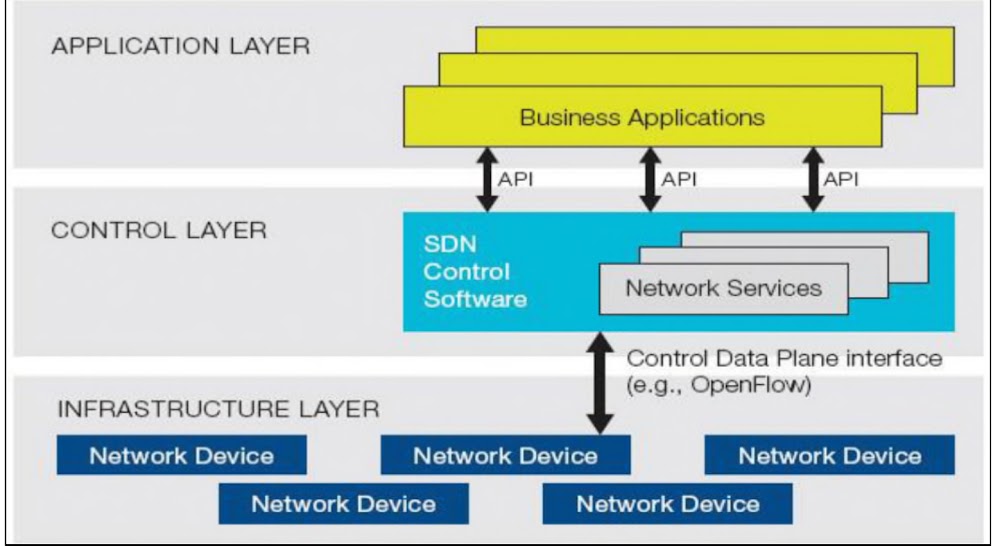 APPLICATION LAYER
Business Applications
API
API
API
CONTROL LAYER
SDN
Control
Software
Network Services
Control Data Plane interface
(e.g., OpenFlow)
INFRASTRUCTURE LAYER
Network Device
Network Device
Network Device
Network Device
Network Device